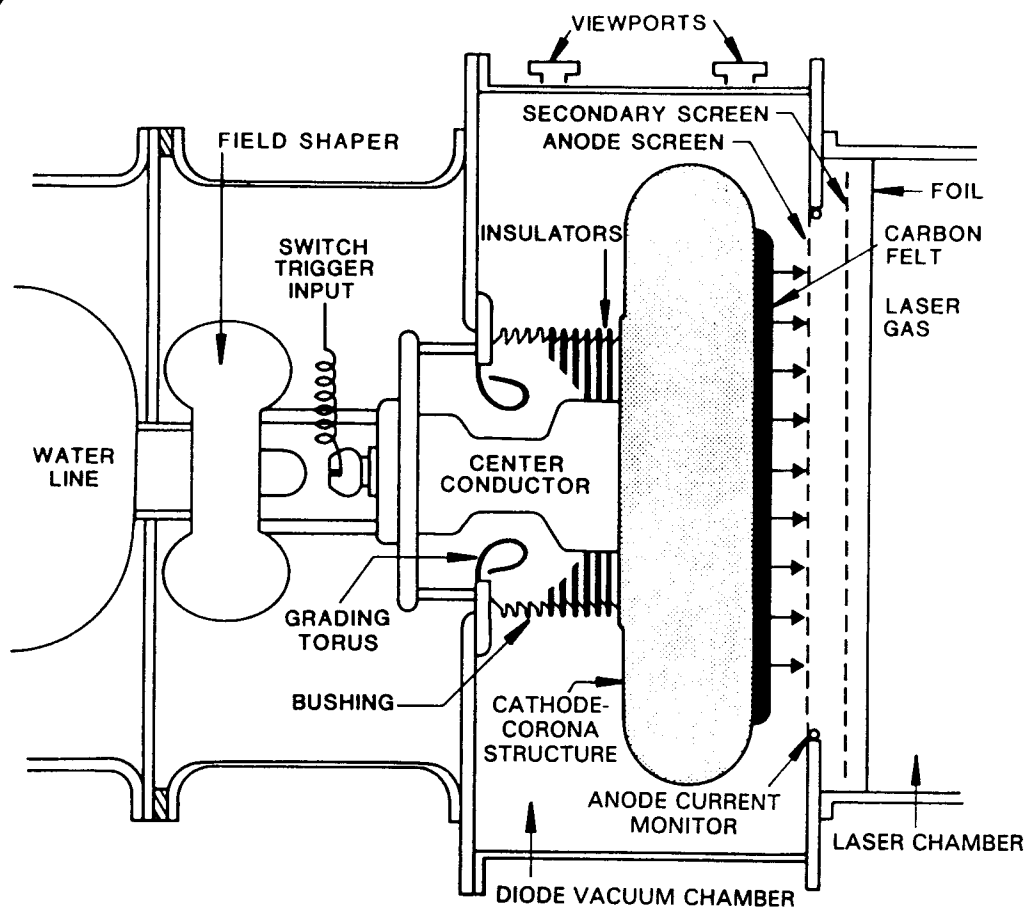 VIEWPORTS
SECONDARY SCREEN
ANODE SCREEN
FIELD SHAPER
FOIL
INSULATORS
CARBON
FELT
SWITCH
TRIGGER
INPUT
LASER
GAS
WATER
LINE
CENTER
CONDUCTOR
GRADING
TORUS
BUSHING
CATHODE-
CORONA
STRUCTURE
ANODE CURRENT
MONITOR
LASER CHAMBER
DIODE VACUUM CHAMBER